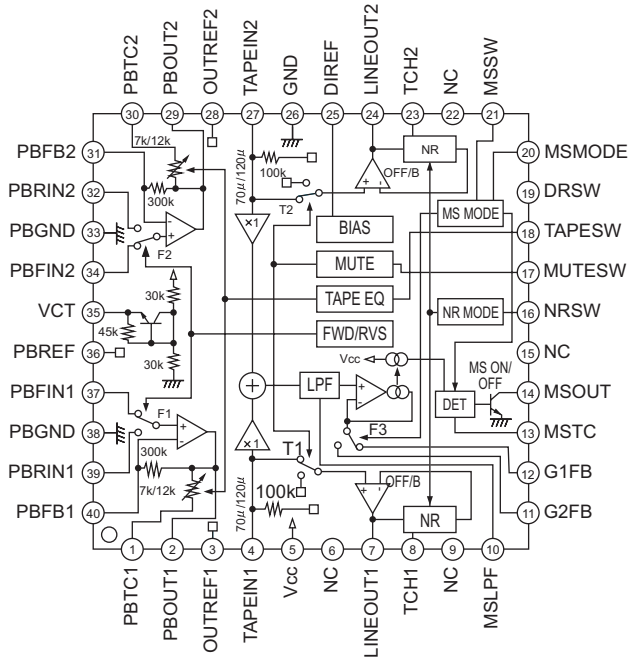 PBTC2
PBOUT2
OUTREF2
TAPEIN2
GND
DIREF
LINEOUT2
TCH2
NC
MSSW
30
29
28
27
26
25
24
23
22
21
PBFB2
31
7k/12k
300k
70μ/120μ
100k
T2
OFF/B
NR
20
MSMODE
PBRIN2
32
19
DRSW
PBGND
33
F2
×1
BIAS
MS MODE
18
TAPESW
PBFIN2
34
MUTE
17
MUTESW
VCT
35
30k
45k
TAPE EQ
NR MODE
16
NRSW
PBREF
36
30k
FWD/RVS
Vcc
15
NC
PBFIN1
37
LPF
MS ON/
OFF
DET
14
MSOUT
PBGND
38
F1
F3
13
MSTC
PBRIN1
39
300k
7k/12k
×1
T1
12
G1FB
PBFB1
40
70μ/120μ
100k
OFF/B
NR
11
G2FB
1
2
3
4
5
6
7
8
9
10
PBTC1
PBOUT1
OUTREF1
TAPEIN1
Vcc
NC
LINEOUT1
TCH1
NC
MSLPF